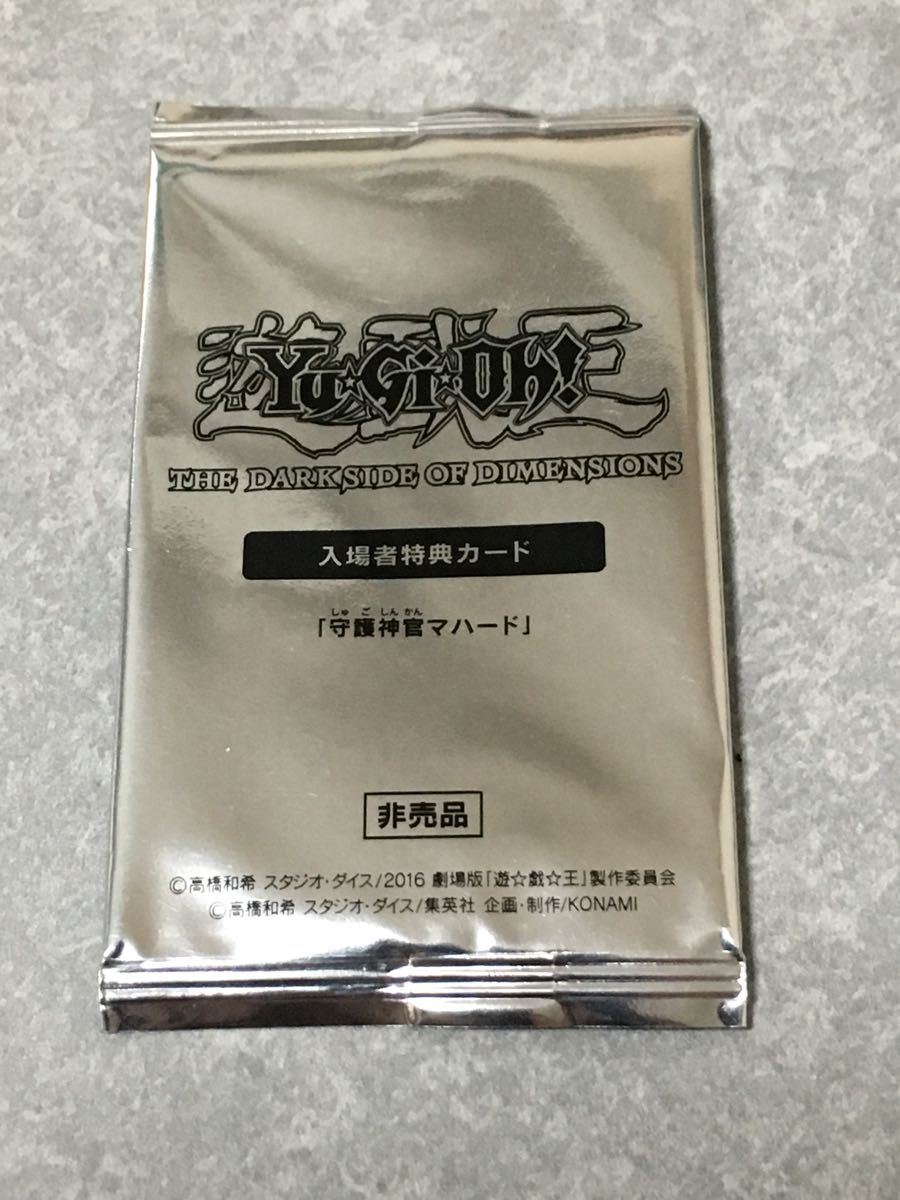 遊戯王
Yu☆Gi☆Oh!
THE DARKSIDE OF DIMENSIONS
入場者特典カード
しゅ ご しん かん
「守護神官マハード」
非売品
©高橋和希 スタジオ・ダイス/2016 劇場版「遊☆戯☆王」製作委員会
©高橋和希 スタジオ・ダイス/集英社 企画・制作/KONAMI